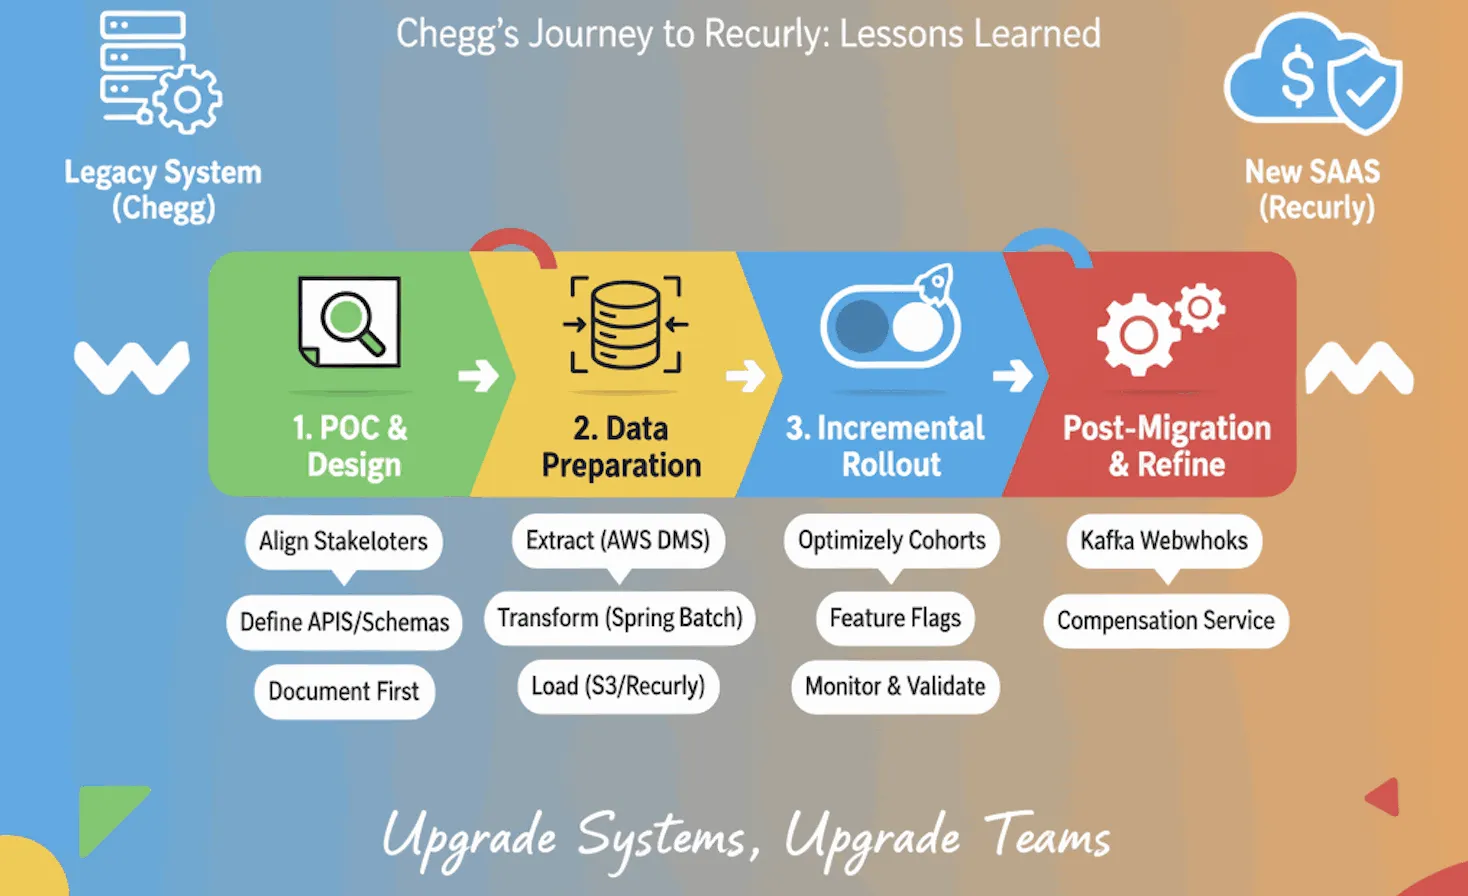 Chegg's Journey to Recurly: Lessons Learned
Legacy System
(Chegg)
New SAAS
(Recurly)
1. POC &
Design
2. Data
Preparation
3. Incremental
Rollout
Post-Migration
& Refine
Align Stakeloters
Define APIS/Schemas
Document First
Extract (AWS DMS)
Transform (Spring Batch)
Load (S3/Recurly)
Optimizely Cohorts
Feature Flags
Monitor & Validate
Kafka Webwhoks
Compensation Service
Upgrade Systems, Upgrade Teams